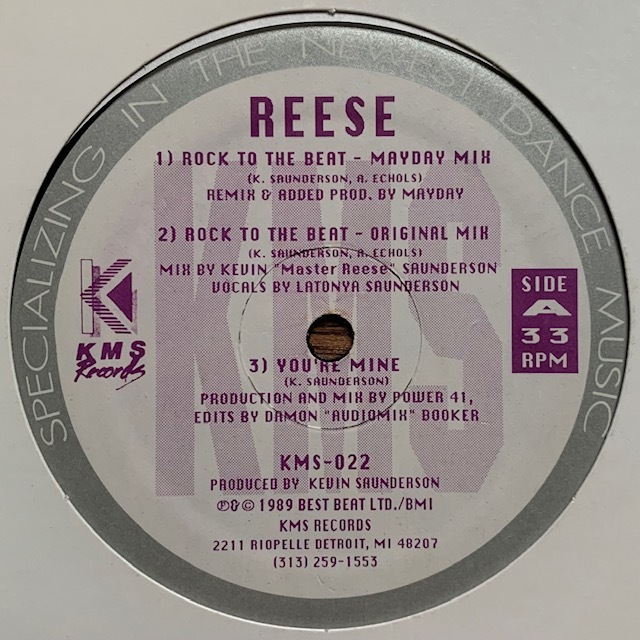 SPECIALIZING IN THE NEWEST DANCE MUSIC
REESE
1) ROCK TO THE BEAT - MAYDAY MIX
(K. SAUNDERSON, A. ECHOLS)
REMIX & ADDED PROD. BY MAYDAY
2) ROCK TO THE BEAT - ORIGINAL MIX
(K. SAUNDERSON, A. ECHOLS)
MIX BY KEVIN "Master Reese" SAUNDERSON
VOCALS BY LATONYA SAUNDERSON
KMS
K
KMS
Records
SIDE
A
33
RPM
3) YOU'RE MINE
(K. SAUNDERSON)
PRODUCTION AND MIX BY POWER 41,
EDITS BY DAMON "AUDIOMIX" BOOKER
KMS-022
PRODUCED BY KEVIN SAUNDERSON
℗&© 1989 BEST BEAT LTD./BMI
KMS RECORDS
2211 RIOPELLE DETROIT, MI 48207
(313) 259-1553